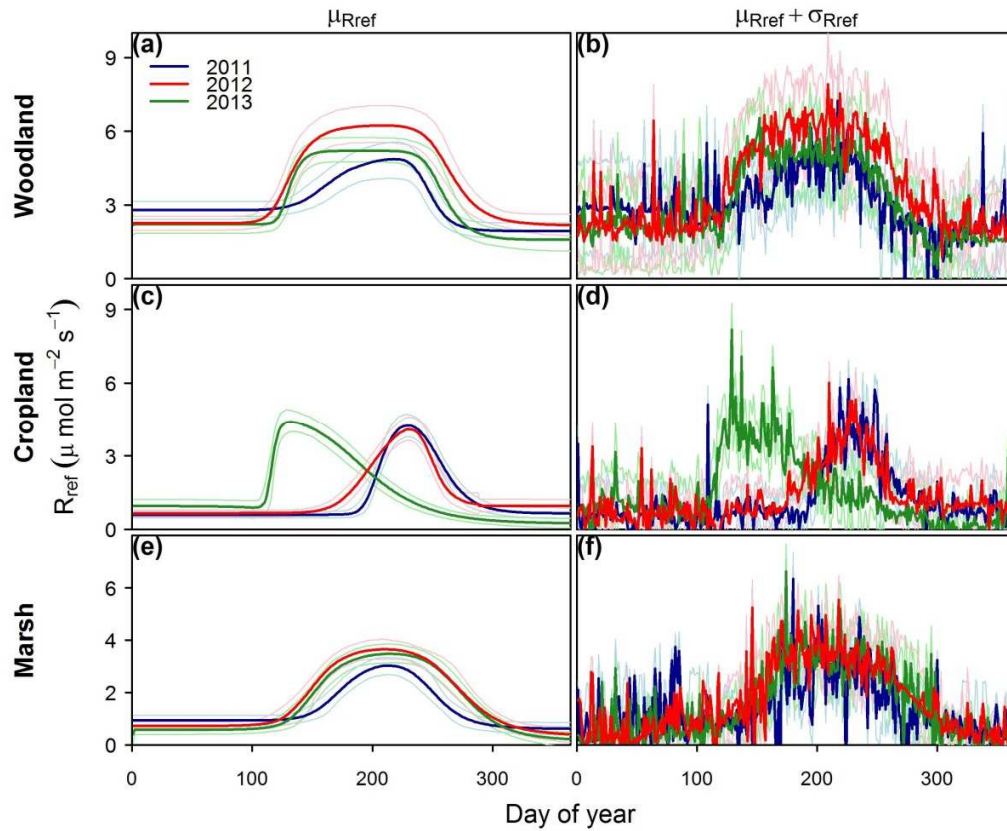 μRref
μRref + σRref
(a)
2011
2012
2013
(b)
Woodland
9
6
3
0
(c)
(d)
Cropland
Rref (μ mol m−2 s−1)
9
6
3
0
(e)
(f)
Marsh
6
4
2
0
0 100 200 300
0 100 200 300
Day of year